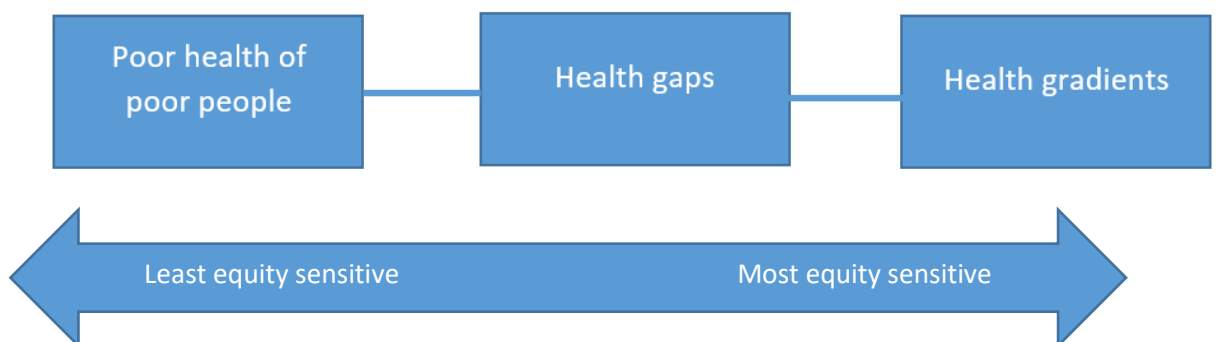 Poor health of
poor people
Health gaps
Health gradients
Least equity sensitive
Most equity sensitive